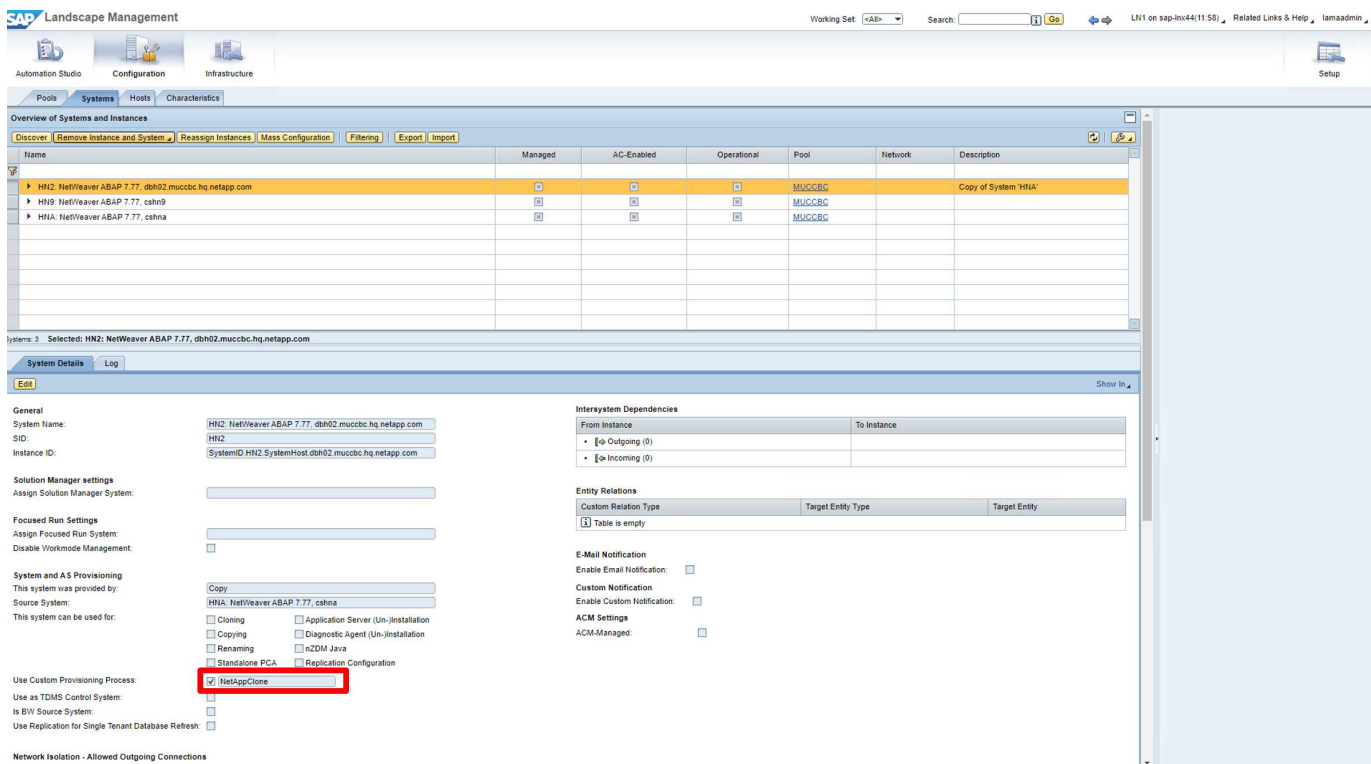 SAP Landscape Management
Working Set: <All> Search: Go LN1 on sap-lnx44(11:58) Related Links & Help lamaadmin
Automation Studio Configuration Infrastructure Setup
Pools Systems Hosts Characteristics
Overview of Systems and Instances
Discover Remove Instance and System Reassign Instances Mass Configuration Filtering Export Import
Name Managed AC-Enabled Operational Pool Network Description
HN2: NetWeaver ABAP 7.77, dbh02.muccbc.hq.netapp.com MUCCBC Copy of System 'HNA'
HN9: NetWeaver ABAP 7.77, cshn9 MUCCBC
HNA: NetWeaver ABAP 7.77, cshna MUCCBC
Systems: 3 Selected: HN2: NetWeaver ABAP 7.77, dbh02.muccbc.hq.netapp.com
System Details Log
Edit Show In
General
System Name: HN2: NetWeaver ABAP 7.77, dbh02.muccbc.hq.netapp.com
SID: HN2
Instance ID: SystemID.HN2.SystemHost.dbh02.muccbc.hq.netapp.com
Solution Manager settings
Assign Solution Manager System:
Focused Run Settings
Assign Focused Run System:
Disable Workmode Management:
System and AS Provisioning
This system was provided by: Copy
Source System: HNA: NetWeaver ABAP 7.77, cshna
This system can be used for: Cloning Application Server (Un-)Installation
Copying Diagnostic Agent (Un-)Installation
Renaming nZDM Java
Standalone PCA Replication Configuration
Use Custom Provisioning Process: NetAppClone
Use as TDMS Control System:
Is BW Source System:
Use Replication for Single Tenant Database Refresh:
Network Isolation - Allowed Outgoing Connections
Intersystem Dependencies
From Instance To Instance
Outgoing (0)
Incoming (0)
Entity Relations
Custom Relation Type Target Entity Type Target Entity
Table is empty
E-Mail Notification
Enable Email Notification:
Custom Notification
Enable Custom Notification:
ACM Settings
ACM-Managed: